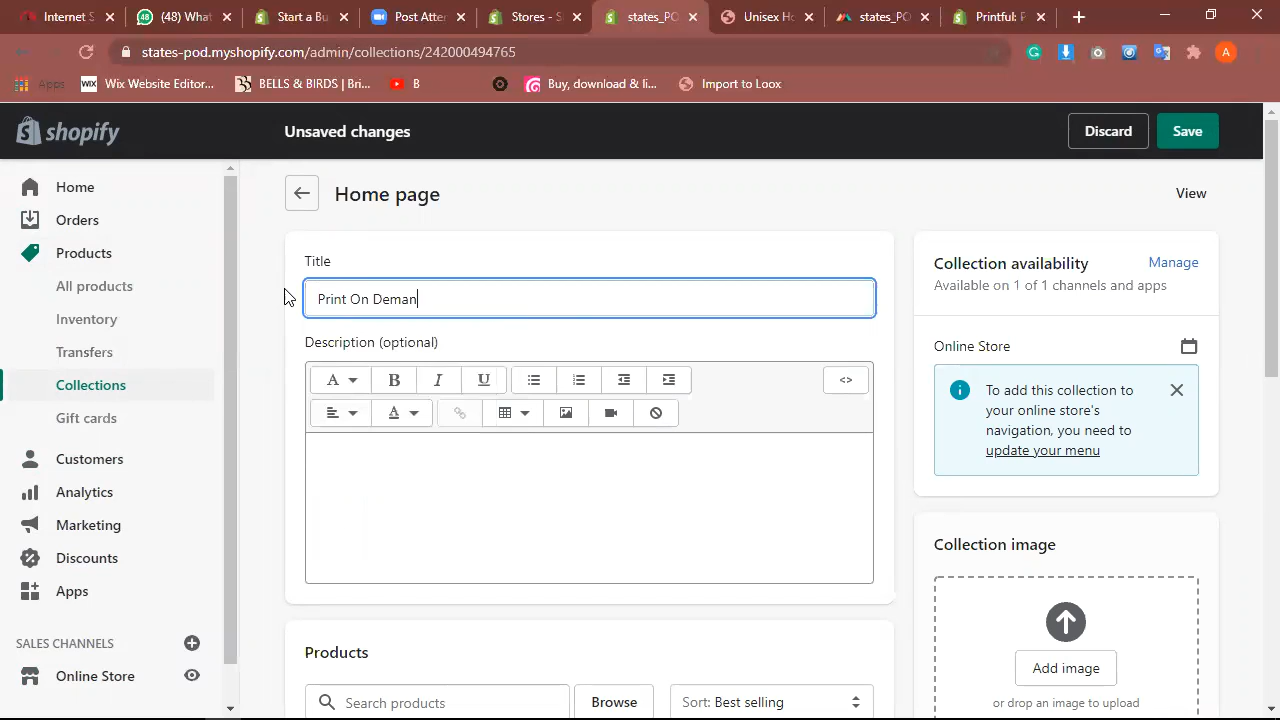 Internet S
(48) What
Start a Bu
Post Atter
Stores - S
states_PO
Unisex Ho
states_PO
Printful: P
states-pod.myshopify.com/admin/collections/242000494765
Apps
WIX Wix Website Editor...
BELLS & BIRDS | Bri...
B
Buy, download & li...
Import to Loox
shopify
Unsaved changes
Discard
Save
Home
Orders
Products
All products
Inventory
Transfers
Collections
Gift cards
Customers
Analytics
Marketing
Discounts
Apps
SALES CHANNELS
Online Store
Home page
View
Title
Print On Deman
Description (optional)
A
B
I
U
<>
A
Products
Search products
Browse
Sort: Best selling
Collection availability
Manage
Available on 1 of 1 channels and apps
Online Store
To add this collection to
your online store's
navigation, you need to
update your menu
Collection image
Add image
or drop an image to upload